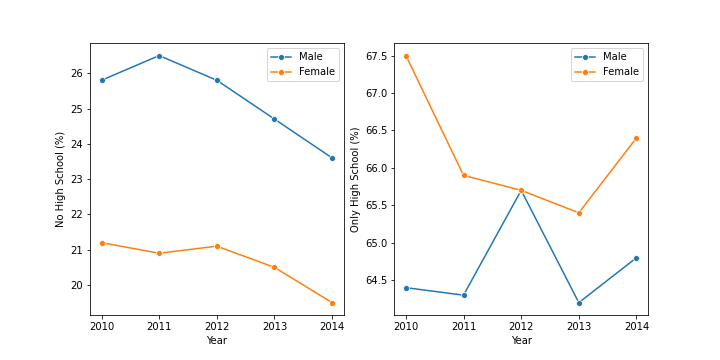 No High School (%)
26
25
24
23
22
21
20
2010 2011 2012 2013 2014
Year
Male
Female
Only High School (%)
67.5
67.0
66.5
66.0
65.5
65.0
64.5
2010 2011 2012 2013 2014
Year
Male
Female